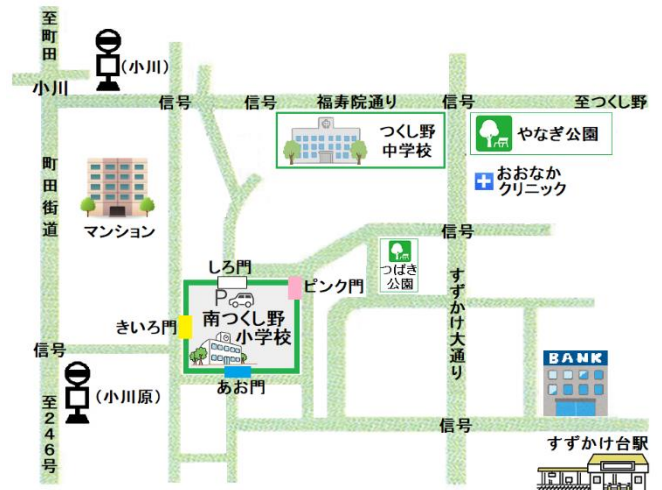 至町田
(小川)
小川
信号
信号
福寿院通り
信号
至つくし野
つくし野
中学校
やなぎ公園
おおなか
クリニック
町田街道
マンション
信号
しろ門
ピンク門
つばき
公園
P
きいろ門
南つくし野
小学校
すずかけ大通り
信号
BANK
あお門
(小川原)
至246号
信号
すずかけ台駅